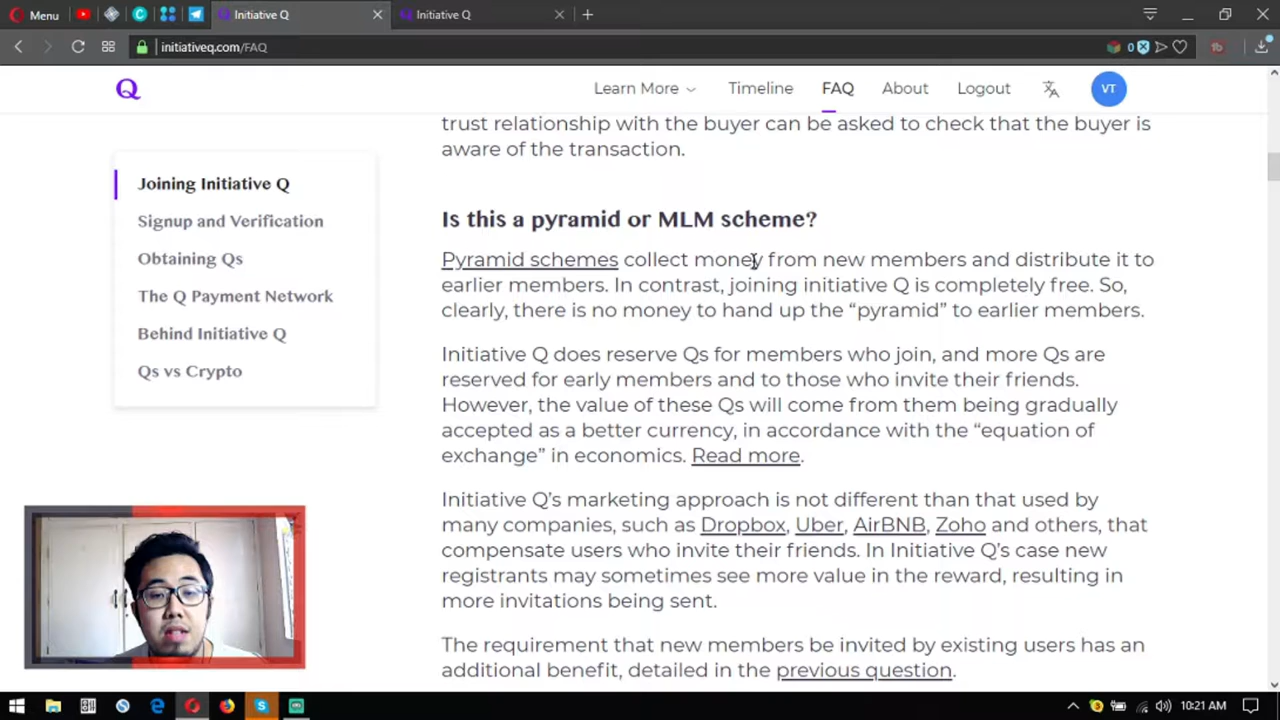 Menu
Initiative Q
Initiative Q
initiativeq.com/FAQ
0
Q
Learn More
Timeline
FAQ
About
Logout
VT
Joining Initiative Q
Signup and Verification
Obtaining Qs
The Q Payment Network
Behind Initiative Q
Qs vs Crypto
trust relationship with the buyer can be asked to check that the buyer is
aware of the transaction.
Is this a pyramid or MLM scheme?
Pyramid schemes collect money from new members and distribute it to
earlier members. In contrast, joining initiative Q is completely free. So,
clearly, there is no money to hand up the “pyramid” to earlier members.
Initiative Q does reserve Qs for members who join, and more Qs are
reserved for early members and to those who invite their friends.
However, the value of these Qs will come from them being gradually
accepted as a better currency, in accordance with the “equation of
exchange” in economics. Read more.
Initiative Q’s marketing approach is not different than that used by
many companies, such as Dropbox, Uber, AirBNB, Zoho and others, that
compensate users who invite their friends. In Initiative Q’s case new
registrants may sometimes see more value in the reward, resulting in
more invitations being sent.
The requirement that new members be invited by existing users has an
additional benefit, detailed in the previous question.
10:21 AM